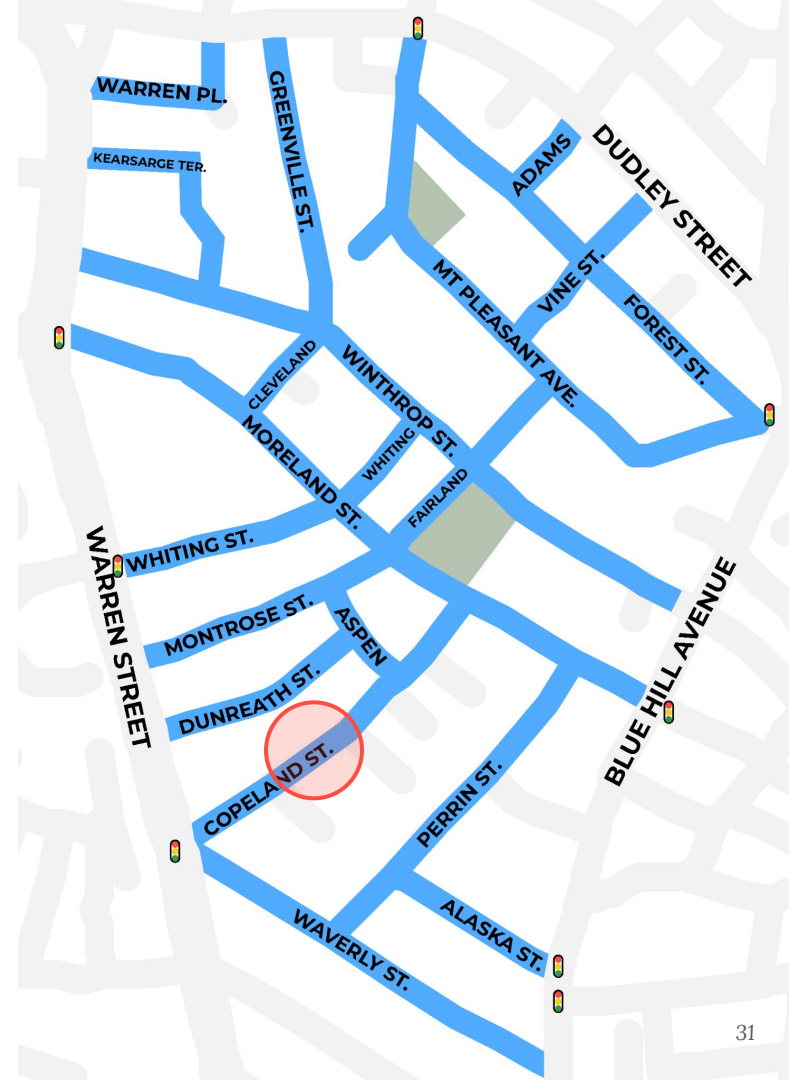 WARREN PL.
GREENVILLE ST.
KEARSARGE TER.
ADAMS
DUDLEY STREET
VINE ST.
MT PLEASANT AVE.
FOREST ST.
CLEVELAND
WINTHROP ST.
MORELAND ST.
WHITING
FAIRLAND
WHITING ST.
WARREN STREET
MONTROSE ST.
ASPEN
DUNREATH ST.
BLUE HILL AVENUE
COPELAND ST.
PERRIN ST.
ALASKA ST.
WAVERLY ST.
31